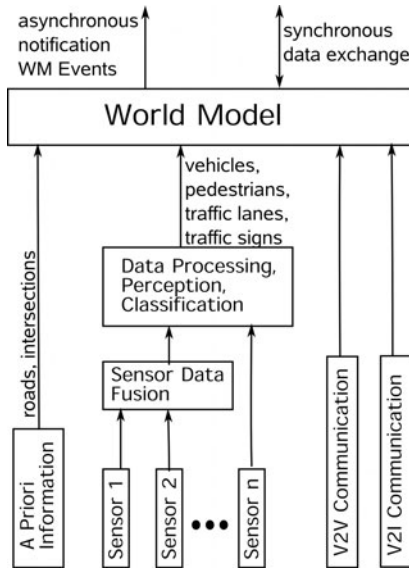 asynchronous
notification
WM Events
synchronous
data exchange
World Model
vehicles,
pedestrians,
traffic lanes,
traffic signs
roads, intersections
Data Processing,
Perception,
Classification
Sensor Data
Fusion
A Priori
Information
Sensor 1
Sensor 2
Sensor n
V2V Communication
V2I Communication